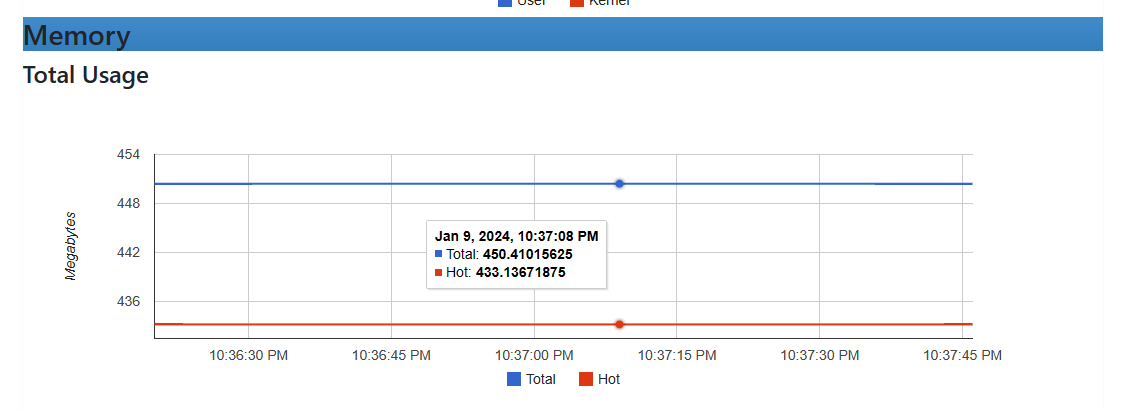 User Kernel
Memory
Total Usage
454
448
442
436
Megabytes
Jan 9, 2024, 10:37:08 PM
Total: 450.41015625
Hot: 433.13671875
10:36:30 PM 10:36:45 PM 10:37:00 PM 10:37:15 PM 10:37:30 PM 10:37:45 PM
Total Hot